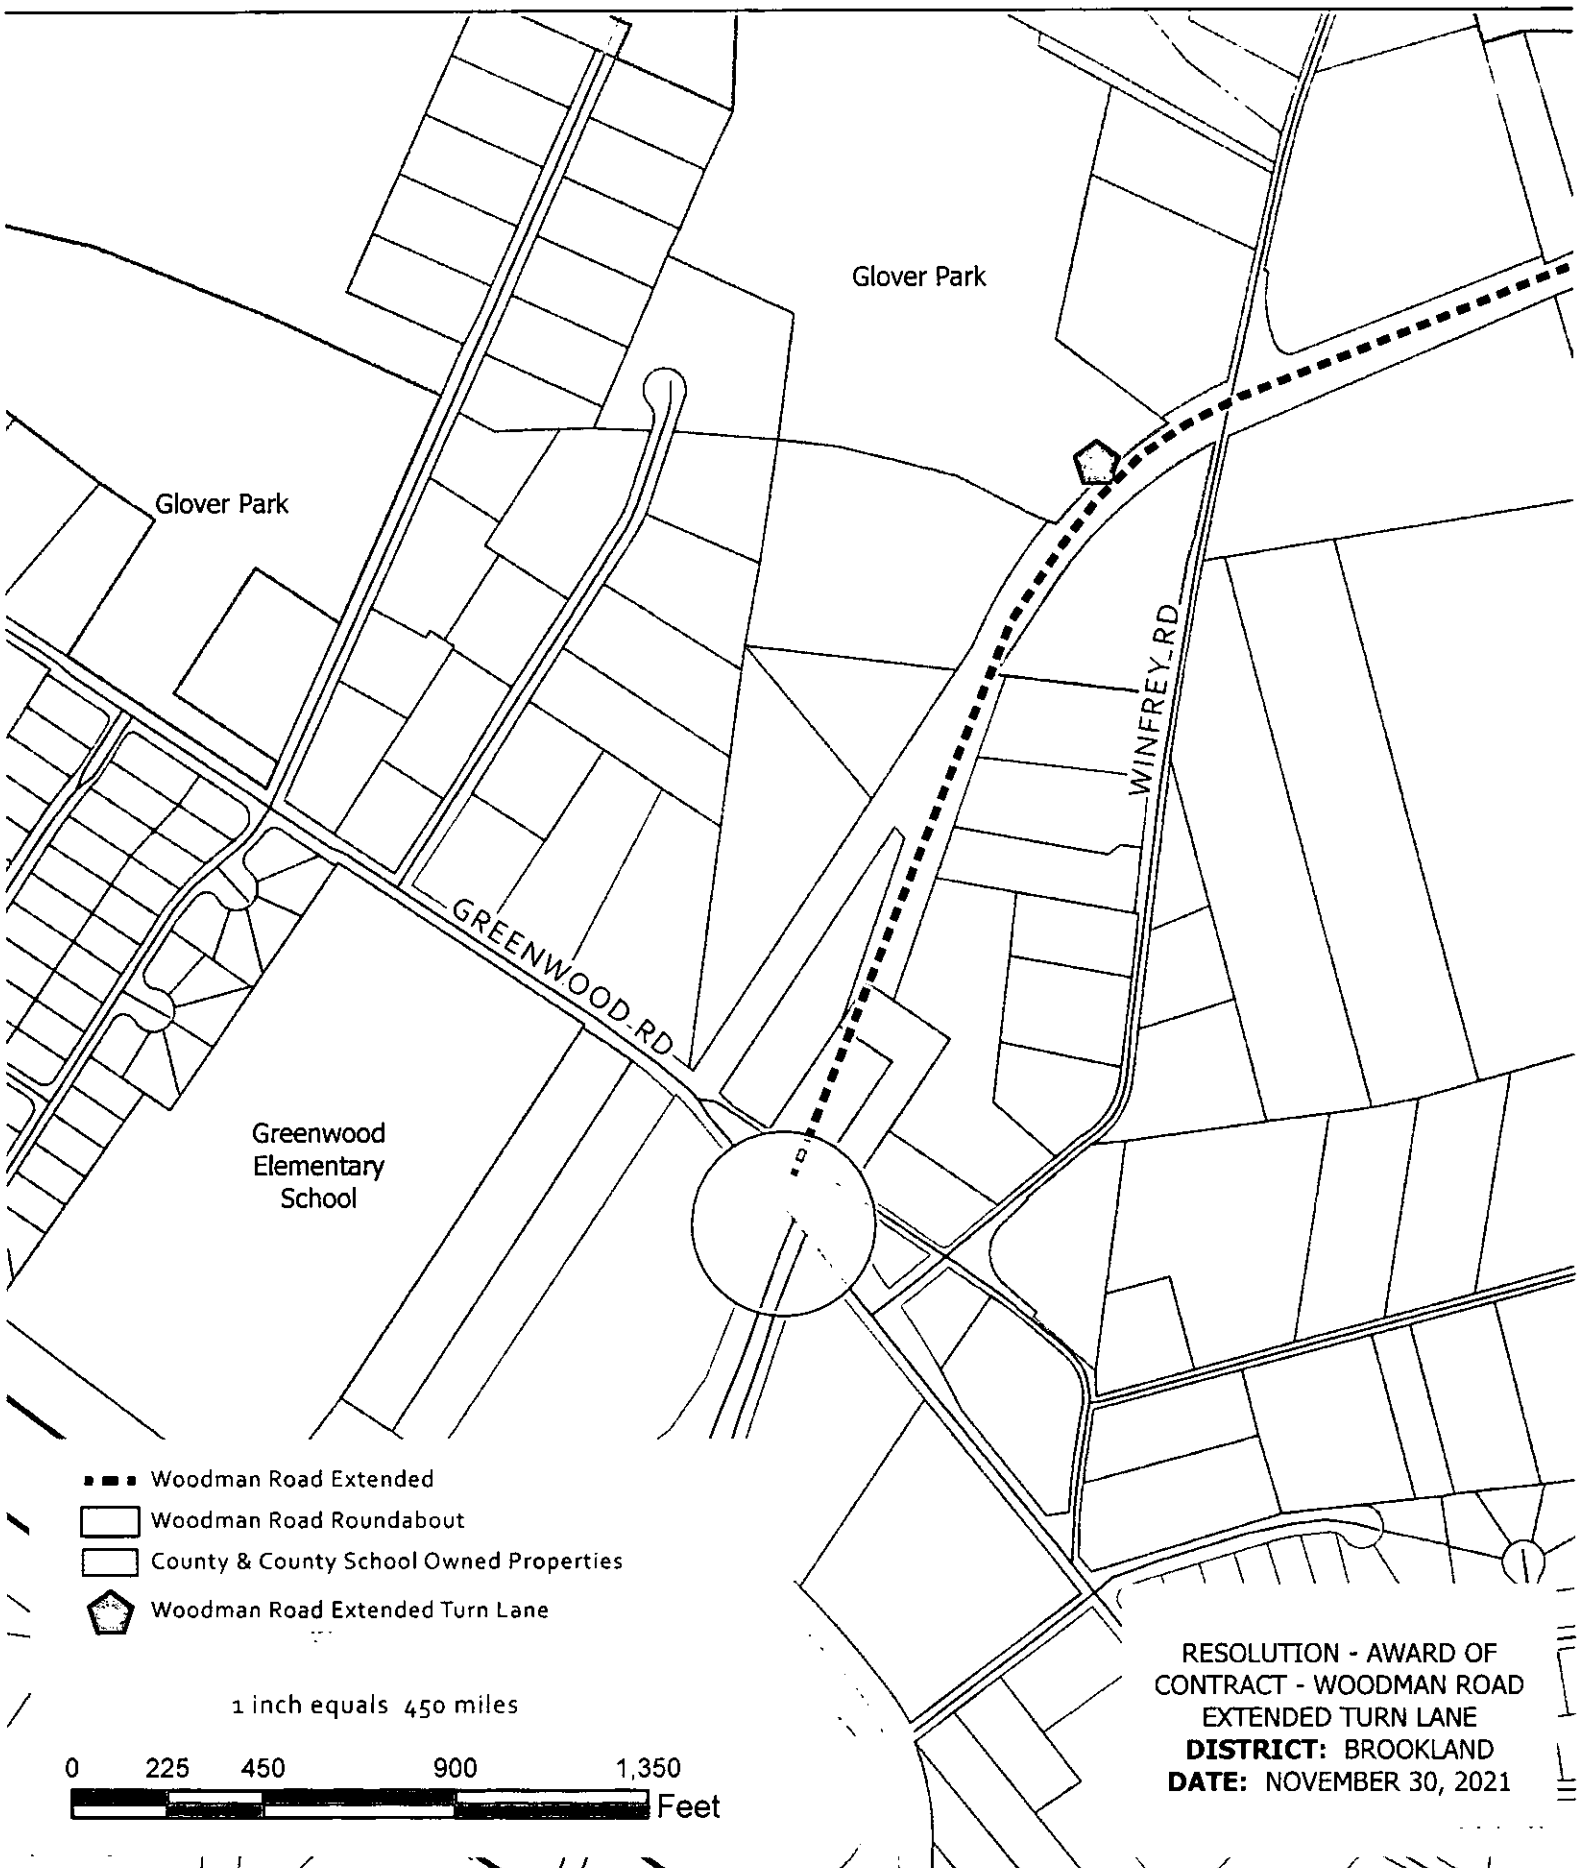 Glover Park
Glover Park
WINFREY RD
GREENWOOD RD
Greenwood
Elementary
School
Woodman Road Extended
Woodman Road Roundabout
County & County School Owned Properties
Woodman Road Extended Turn Lane
1 inch equals 450 miles
0 225 450 900 1,350
Feet
RESOLUTION - AWARD OF
CONTRACT - WOODMAN ROAD
EXTENDED TURN LANE
DISTRICT: BROOKLAND
DATE: NOVEMBER 30, 2021